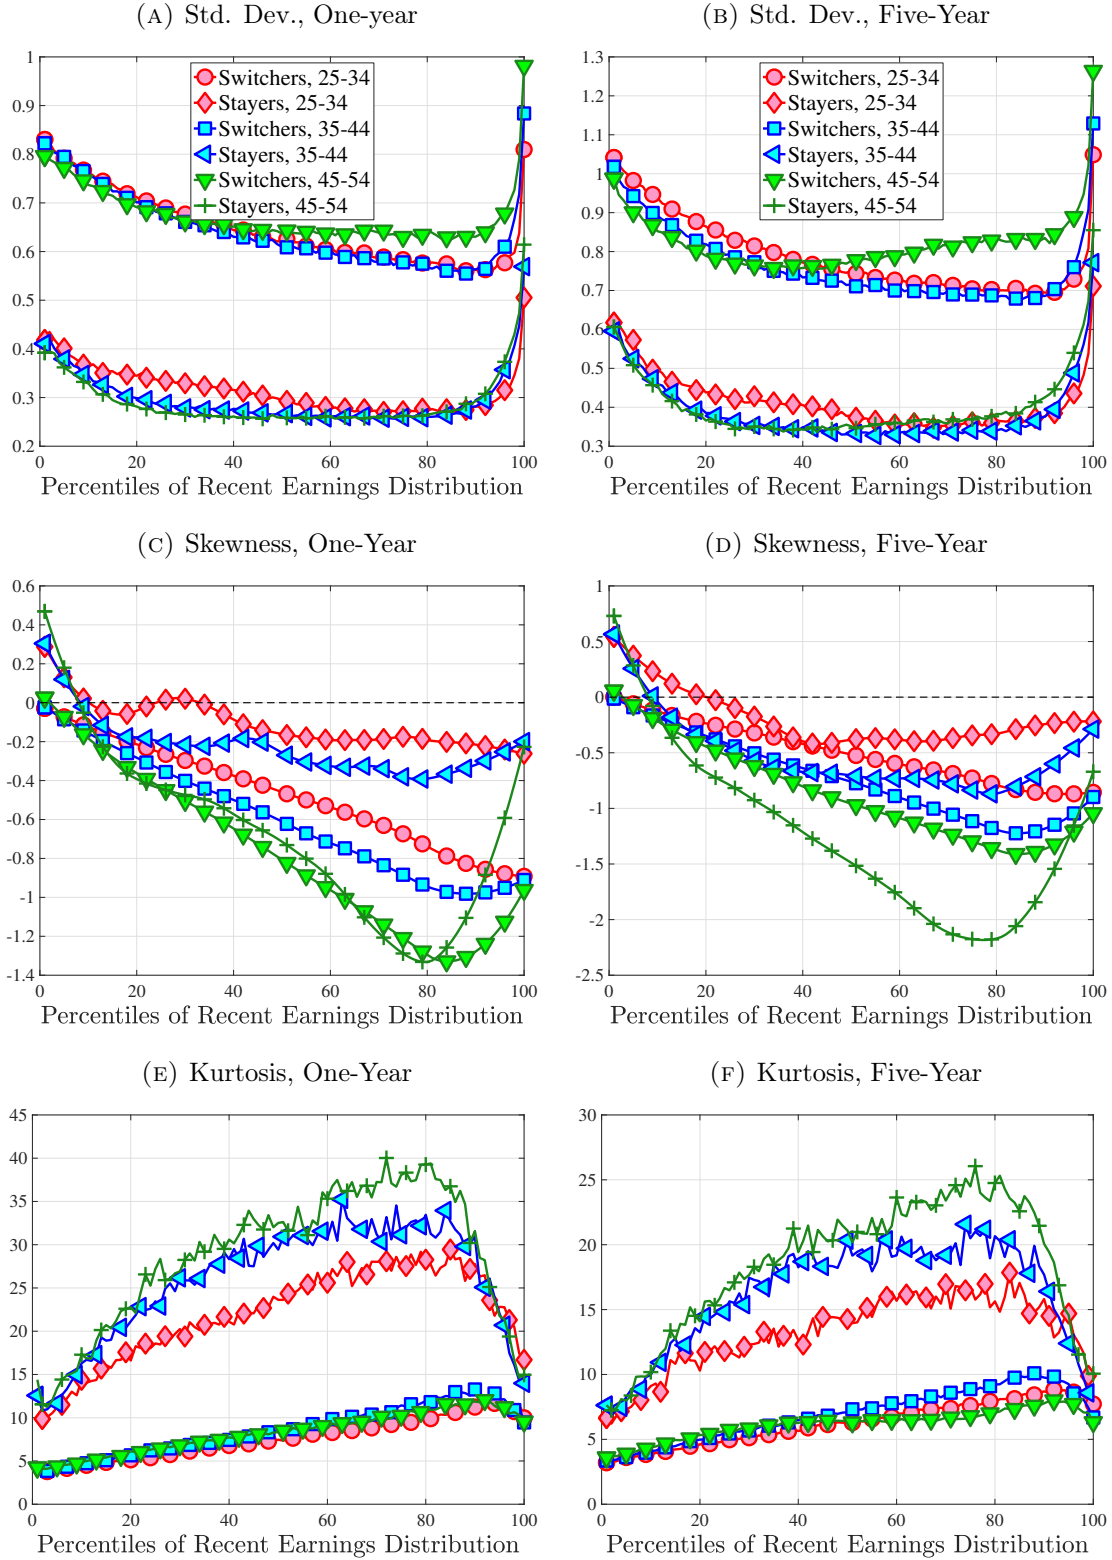 (A) Std. Dev., One-year
1
0.9
0.8
0.7
0.6
0.5
0.4
0.3
0.2
Switchers, 25-34
Stayers, 25-34
Switchers, 35-44
Stayers, 35-44
Switchers, 45-54
Stayers, 45-54
0 20 40 60 80 100
Percentiles of Recent Earnings Distribution
(B) Std. Dev., Five-Year
1.3
1.2
1.1
1
0.9
0.8
0.7
0.6
0.5
0.4
0.3
Switchers, 25-34
Stayers, 25-34
Switchers, 35-44
Stayers, 35-44
Switchers, 45-54
Stayers, 45-54
0 20 40 60 80 100
Percentiles of Recent Earnings Distribution
(C) Skewness, One-Year
0.6
0.4
0.2
0
-0.2
-0.4
-0.6
-0.8
-1
-1.2
-1.4
0 20 40 60 80 100
Percentiles of Recent Earnings Distribution
(D) Skewness, Five-Year
1
0.5
0
-0.5
-1
-1.5
-2
-2.5
0 20 40 60 80 100
Percentiles of Recent Earnings Distribution
(E) Kurtosis, One-Year
45
40
35
30
25
20
15
10
5
0
0 20 40 60 80 100
Percentiles of Recent Earnings Distribution
(F) Kurtosis, Five-Year
30
25
20
15
10
5
0
0 20 40 60 80 100
Percentiles of Recent Earnings Distribution